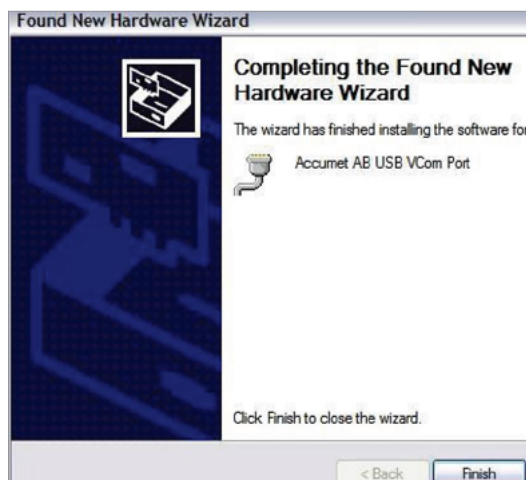 Found New Hardware Wizard
Completing the Found New
Hardware Wizard
The wizard has finished installing the software for
Accumet AB USB VCom Port
Click Finish to close the wizard.
< Back
Finish